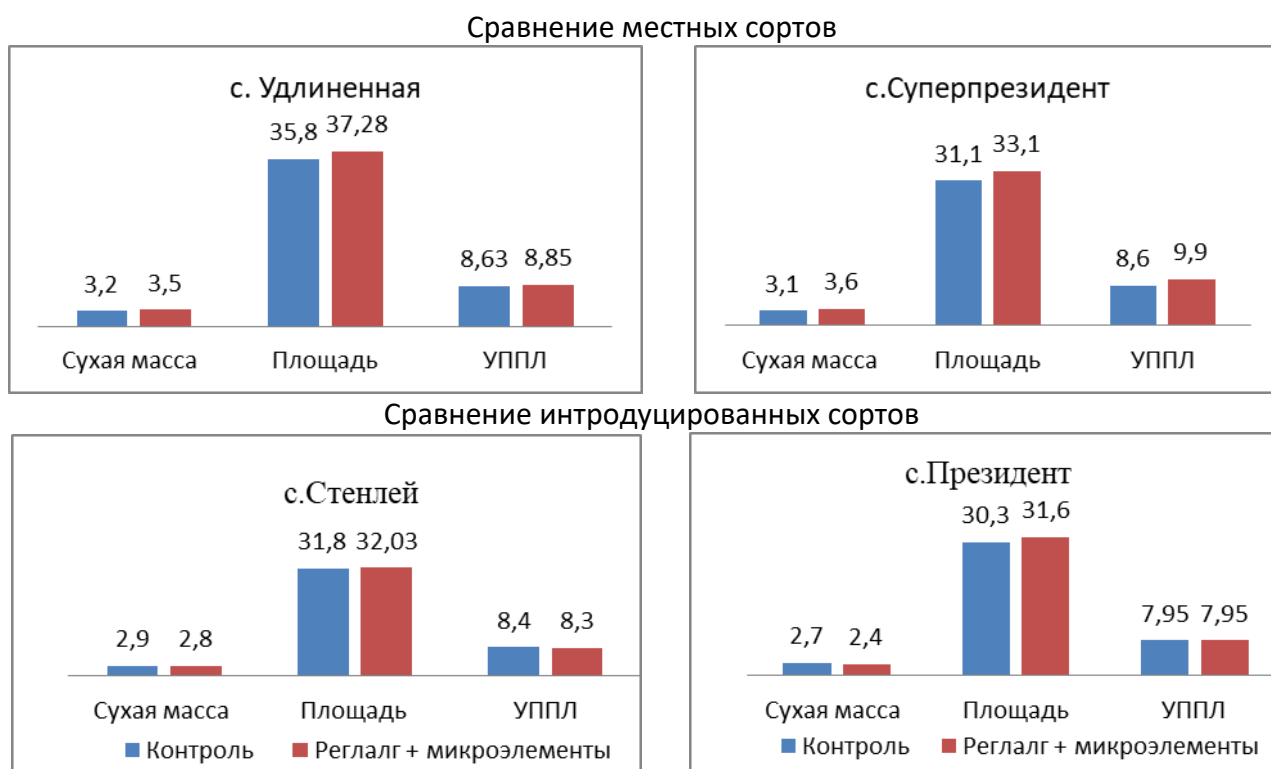 Сравнение местных сортов
с. Удлиненная
35,8 37,28
8,63 8,85
3,2 3,5
Сухая масса Площадь УППЛ
с.Суперпрезидент
31,1 33,1
8,6 9,9
3,1 3,6
Сухая масса Площадь УППЛ
Сравнение интродуцированных сортов
с.Стенлей
31,8 32,03
8,4 8,3
2,9 2,8
Сухая масса Площадь УППЛ
Контроль Реглалг + микроэлементы
с.Президент
30,3 31,6
7,95 7,95
2,7 2,4
Сухая масса Площадь УППЛ
Контроль Реглалг + микроэлементы